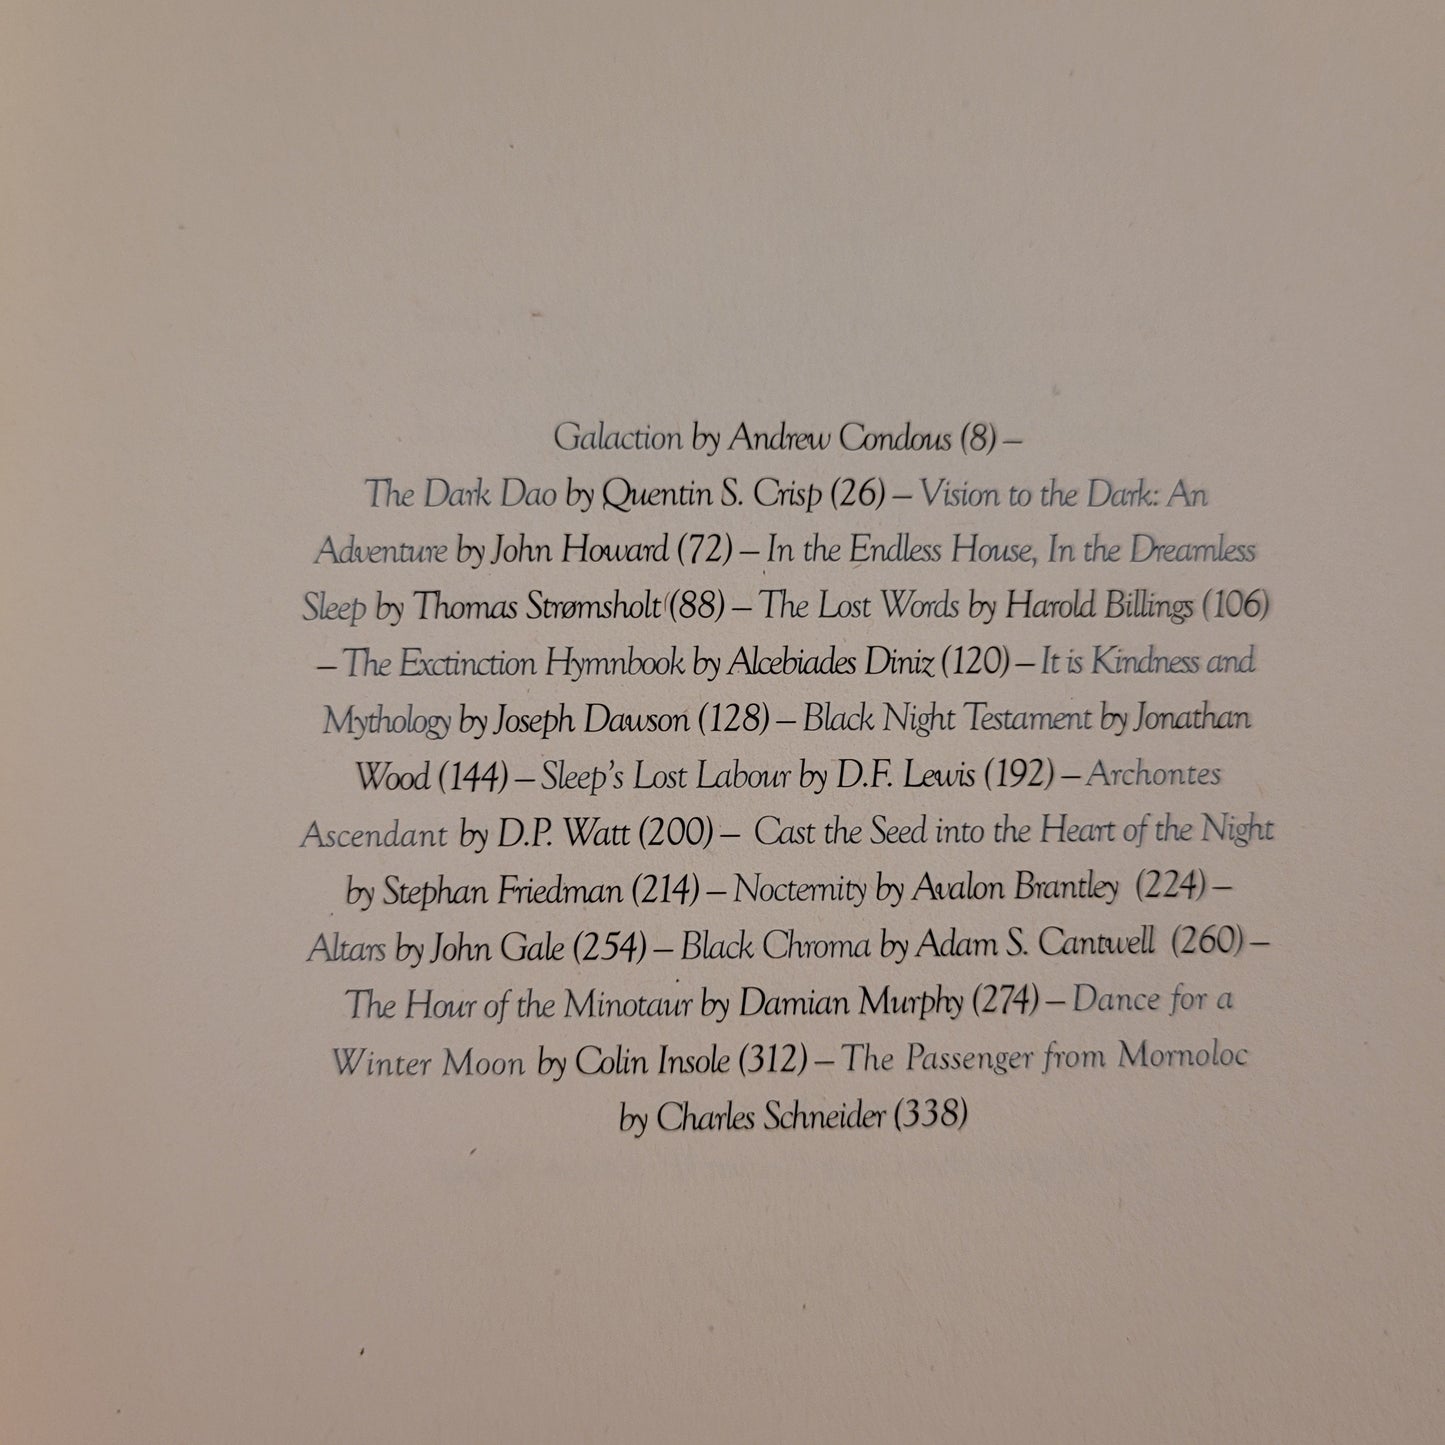 Galaction by Andrew Condous (8) –
The Dark Dao by Quentin S. Crisp (26) – Vision to the Dark: An
Adventure by John Howard (72) – In the Endless House, In the Dreamless
Sleep by Thomas Strømsholt (88) – The Lost Words by Harold Billings (106)
– The Exctinction Hymnbook by Alcebiades Diniz (120) – It is Kindness and
Mythology by Joseph Dawson (128) – Black Night Testament by Jonathan
Wood (144) – Sleep's Lost Labour by D.F. Lewis (192) – Archontes
Ascendant by D.P. Watt (200) – Cast the Seed into the Heart of the Night
by Stephan Friedman (214) – Nocternity by Avalon Brantley (224) –
Altars by John Gale (254) – Black Chroma by Adam S. Cantwell (260) –
The Hour of the Minotaur by Damian Murphy (274) – Dance for a
Winter Moon by Colin Insole (312) – The Passenger from Mornoloc
by Charles Schneider (338)